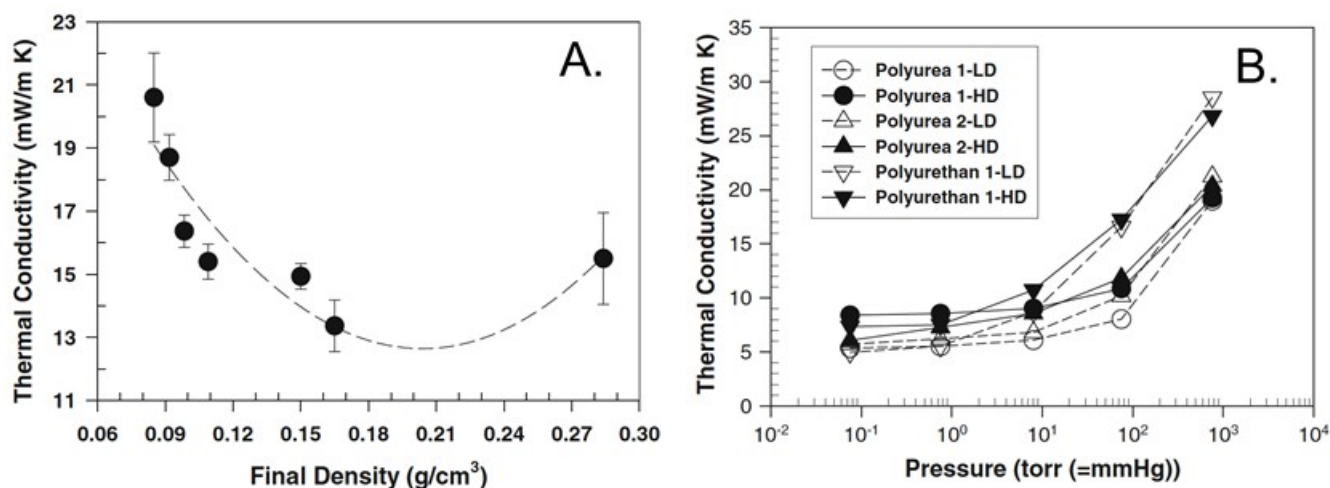 A.
Thermal Conductivity (mW/m K)
23
21
19
17
15
13
11
0.06
0.09
0.12
0.15
0.18
0.21
0.24
0.27
0.30
Final Density (g/cm³)
B.
Thermal Conductivity (mW/m K)
35
30
25
20
15
10
5
0
Polyurea 1-LD
Polyurea 1-HD
Polyurea 2-LD
Polyurea 2-HD
Polyurethan 1-LD
Polyurethan 1-HD
10⁻²
10⁻¹
10⁰
10¹
10²
10³
10⁴
Pressure (torr (=mmHg))